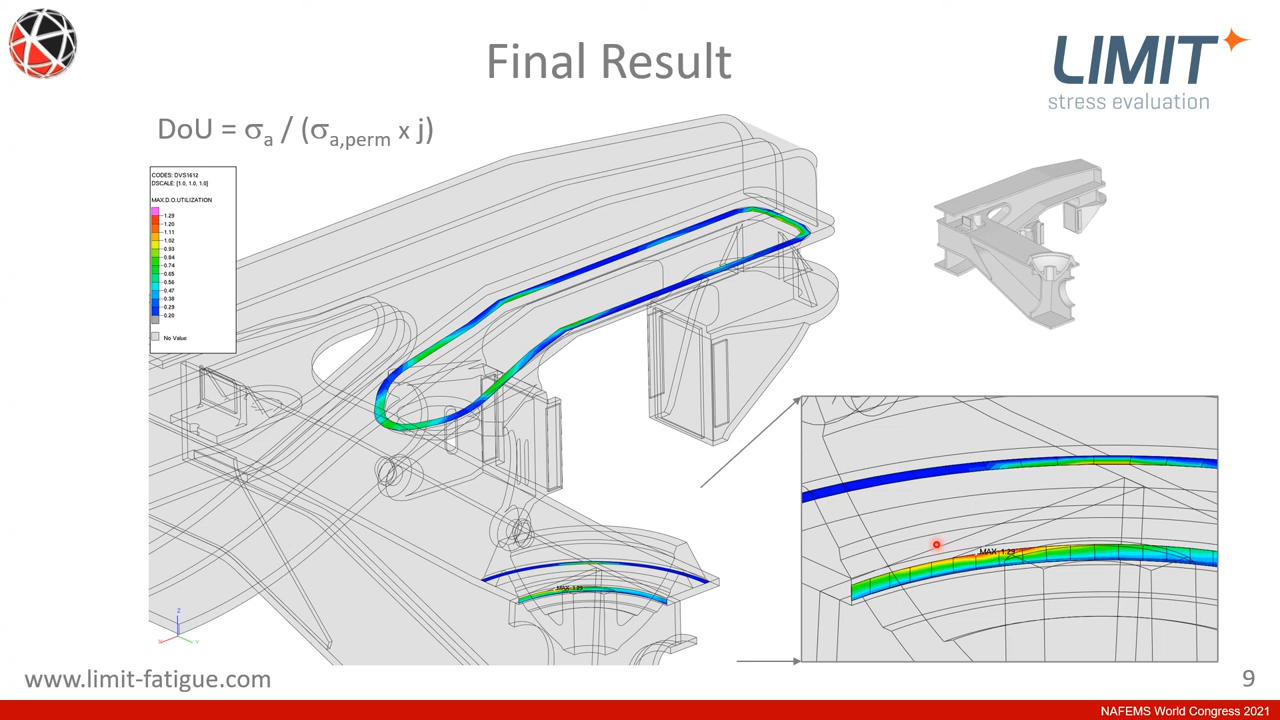 Final Result
LIMIT
stress evaluation
DoU = σa / (σa,perm x j)
CODES: DVS1612
DSCALE: [1.0, 1.0, 1.0]
MAX.D.O.UTILIZATION
1.29
1.20
1.11
1.02
0.93
0.84
0.74
0.65
0.56
0.47
0.38
0.29
0.20
No Value
MAX 1.29
MAX 1.29
Z
X
Y
www.limit-fatigue.com
9
NAFEMS World Congress 2021